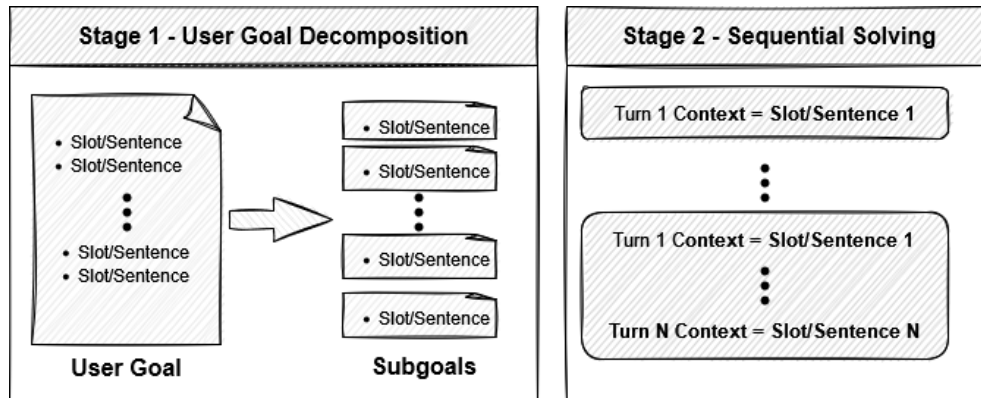 Stage 1 - User Goal Decomposition
• Slot/Sentence
• Slot/Sentence
• Slot/Sentence
• Slot/Sentence
User Goal
• Slot/Sentence
• Slot/Sentence
• Slot/Sentence
• Slot/Sentence
Subgoals
Stage 2 - Sequential Solving
Turn 1 Context = Slot/Sentence 1
Turn 1 Context = Slot/Sentence 1
Turn N Context = Slot/Sentence N